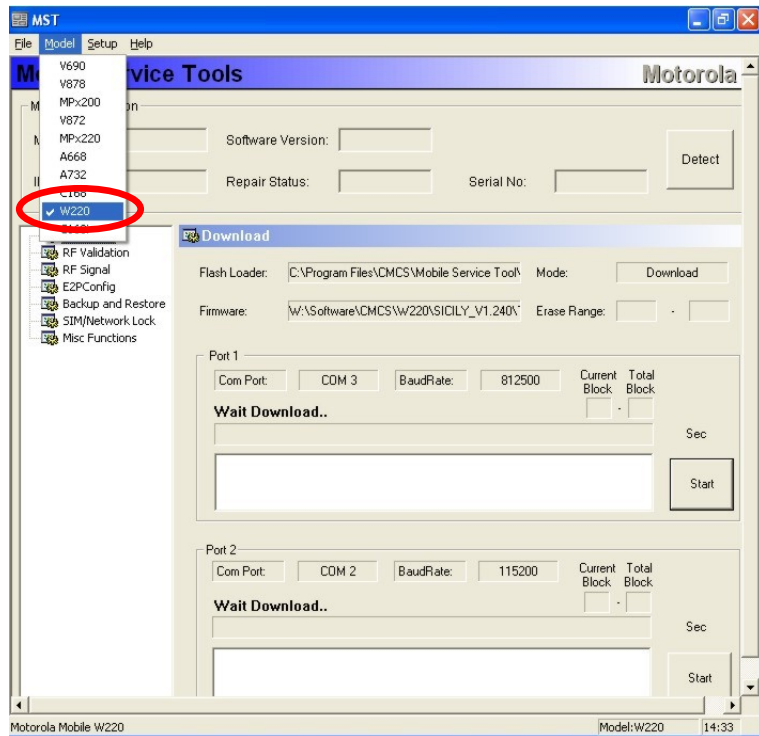 MST
File Model Setup Help
M vice Tools Motorola
V690
V878
MPx200
V872
MPx220
A668
A732
C168
W220
M on
Software Version:
Detect
Repair Status: Serial No:
Download
RF Validation
RF Signal
E2PConfig
Backup and Restore
SIM/Network Lock
Misc Functions
Flash Loader: C:\Program Files\CMCS\Mobile Service Tool\ Mode: Download
Firmware: W:\Software\CMCS\W220\SICILY_V1.240\ Erase Range: -
Port 1
Com Port: COM 3 BaudRate: 812500 Current Block - Total Block
Wait Download..
Sec
Start
Port 2
Com Port: COM 2 BaudRate: 115200 Current Block - Total Block
Wait Download..
Sec
Start
Motorola Mobile W220 Model:W220 14:33